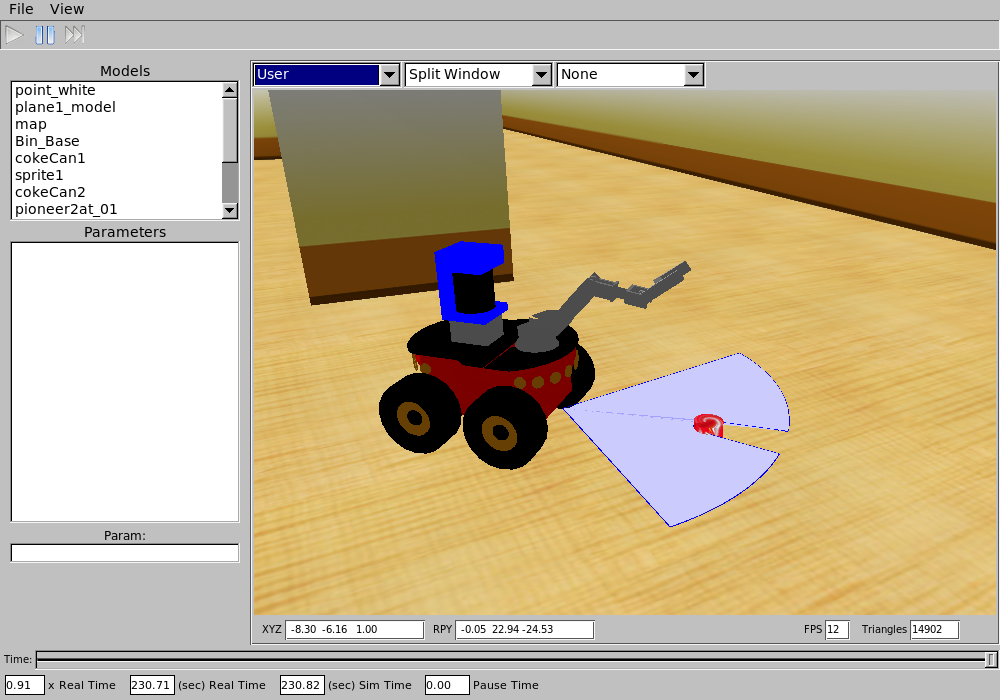 File View
Models
point_white
plane1_model
map
Bin_Base
cokeCan1
sprite1
cokeCan2
pioneer2at_01
Parameters
Param:
User Split Window None
XYZ -8.30 -6.16 1.00 RPY -0.05 22.94 -24.53 FPS 12 Triangles 14902
Time:
0.91 x Real Time 230.71 (sec) Real Time 230.82 (sec) Sim Time 0.00 Pause Time